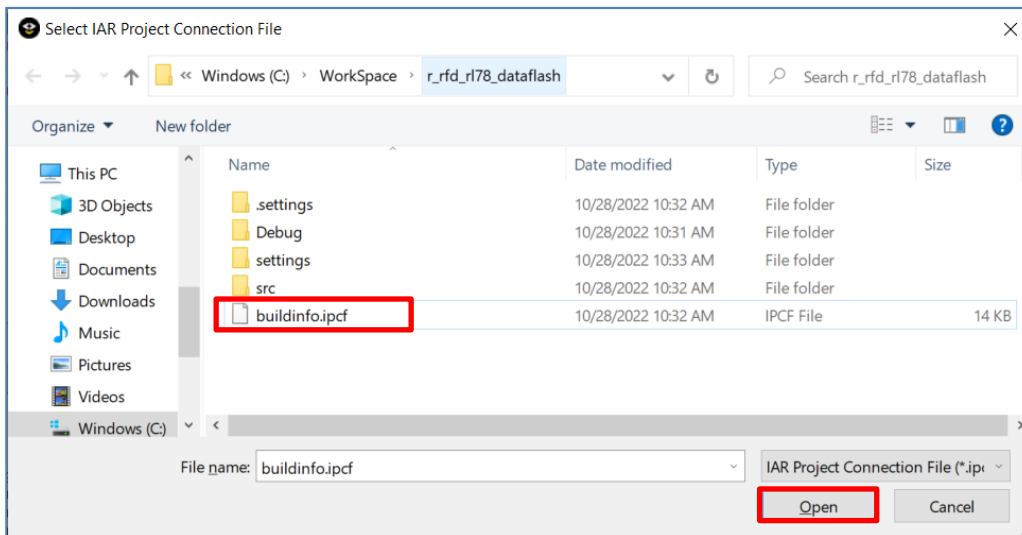 Select IAR Project Connection File
« Windows (C:) › WorkSpace › r_rfd_rl78_dataflash Search r_rfd_rl78_dataflash
Organize New folder
Name Date modified Type Size
This PC
3D Objects
Desktop
Documents
Downloads
Music
Pictures
Videos
Windows (C:)
.settings 10/28/2022 10:32 AM File folder
Debug 10/28/2022 10:31 AM File folder
settings 10/28/2022 10:33 AM File folder
src 10/28/2022 10:32 AM File folder
buildinfo.ipcf 10/28/2022 10:32 AM IPCF File 14 KB
File name: buildinfo.ipcf IAR Project Connection File (*.ipc
Open Cancel